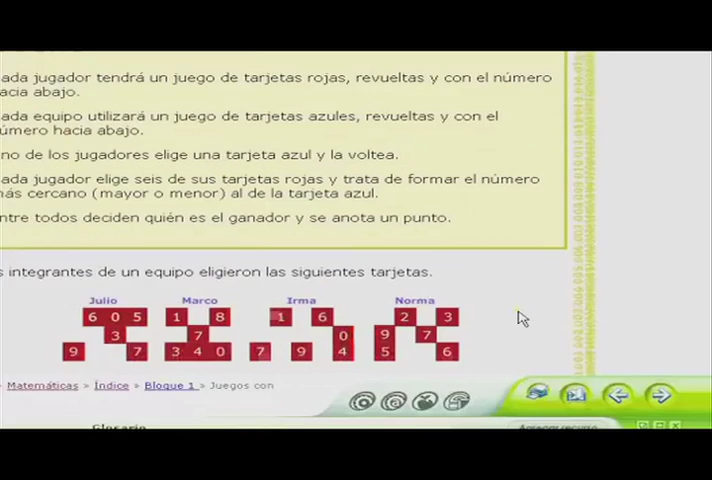 ada jugador tendrá un juego de tarjetas rojas, revueltas y con el número
acia abajo.
ada equipo utilizará un juego de tarjetas azules, revueltas y con el
úmero hacia abajo.
no de los jugadores elige una tarjeta azul y la voltea.
ada jugador elige seis de sus tarjetas rojas y trata de formar el número
más cercano (mayor o menor) al de la tarjeta azul.
ntre todos deciden quién es el ganador y se anota un punto.
s integrantes de un equipo eligieron las siguientes tarjetas.
Julio Marco Irma Norma
6 0 5 1 8 1 6 2 3
3 7 0 9 7
9 7 3 4 0 7 9 4 5 6
» Matemáticas » Índice » Bloque 1 » Juegos con
Glosario